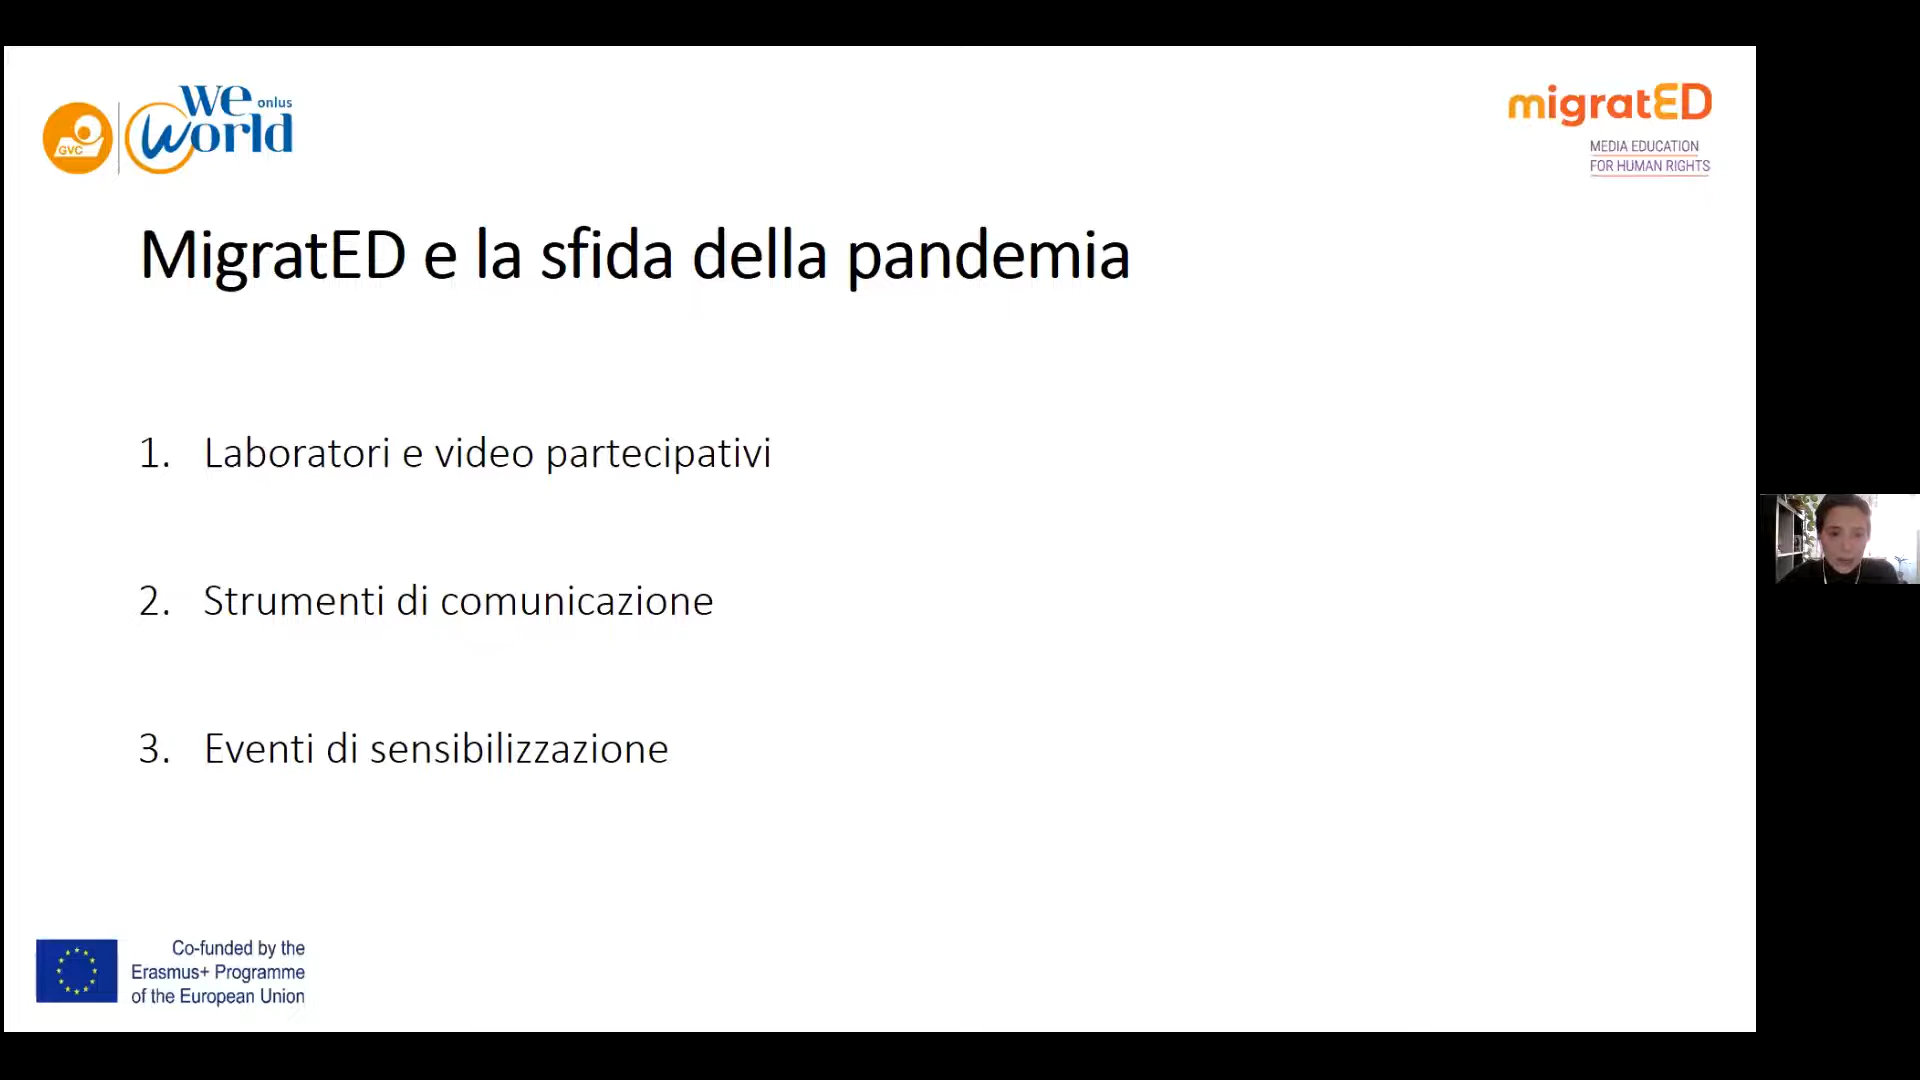 we onlus
world
GVC
migratED
MEDIA EDUCATION
FOR HUMAN RIGHTS
MigratED e la sfida della pandemia
1. Laboratori e video partecipativi
2. Strumenti di comunicazione
3. Eventi di sensibilizzazione
Co-funded by the
Erasmus+ Programme
of the European Union